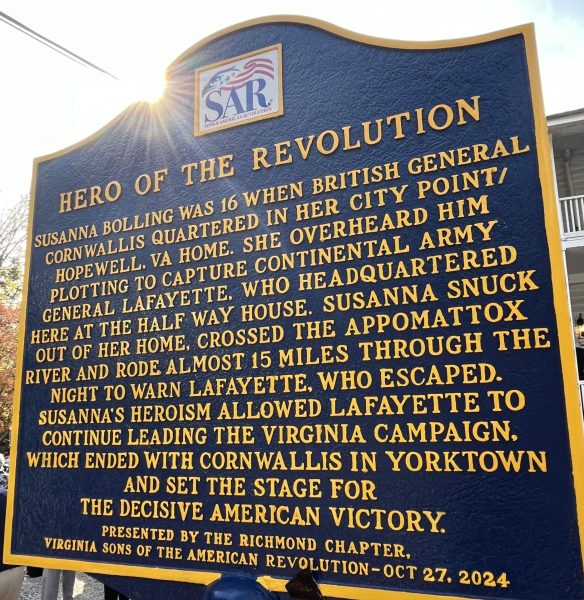 SAR
SONS OF THE AMERICAN REVOLUTION
HERO OF THE REVOLUTION
SUSANNA BOLLING WAS 16 WHEN BRITISH GENERAL
CORNWALLIS QUARTERED IN HER CITY POINT/
HOPEWELL, VA HOME. SHE OVERHEARD HIM
PLOTTING TO CAPTURE CONTINENTAL ARMY
GENERAL LAFAYETTE, WHO HEADQUARTERED
HERE AT THE HALF WAY HOUSE. SUSANNA SNUCK
OUT OF HER HOME, CROSSED THE APPOMATTOX
RIVER AND RODE ALMOST 15 MILES THROUGH THE
NIGHT TO WARN LAFAYETTE, WHO ESCAPED.
SUSANNA'S HEROISM ALLOWED LAFAYETTE TO
CONTINUE LEADING THE VIRGINIA CAMPAIGN,
WHICH ENDED WITH CORNWALLIS IN YORKTOWN
AND SET THE STAGE FOR
THE DECISIVE AMERICAN VICTORY.
PRESENTED BY THE RICHMOND CHAPTER,
VIRGINIA SONS OF THE AMERICAN REVOLUTION-OCT 27, 2024